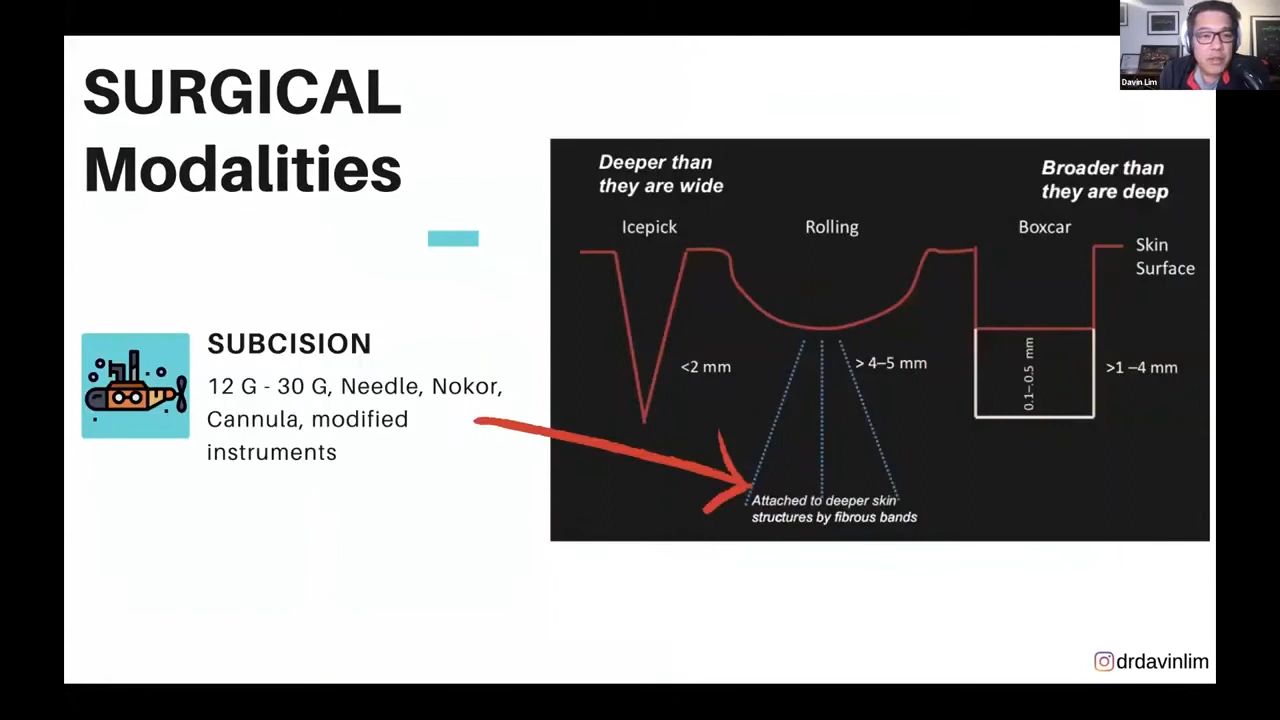 SURGICAL
Modalities
SUBCISION
12 G - 30 G, Needle, Nokor,
Cannula, modified
instruments
Deeper than
they are wide
Broader than
they are deep
Icepick
Rolling
Boxcar
Skin
Surface
<2 mm
> 4–5 mm
0.1–0.5 mm
>1 –4 mm
Attached to deeper skin
structures by fibrous bands
drdavinlim
Davin Lim